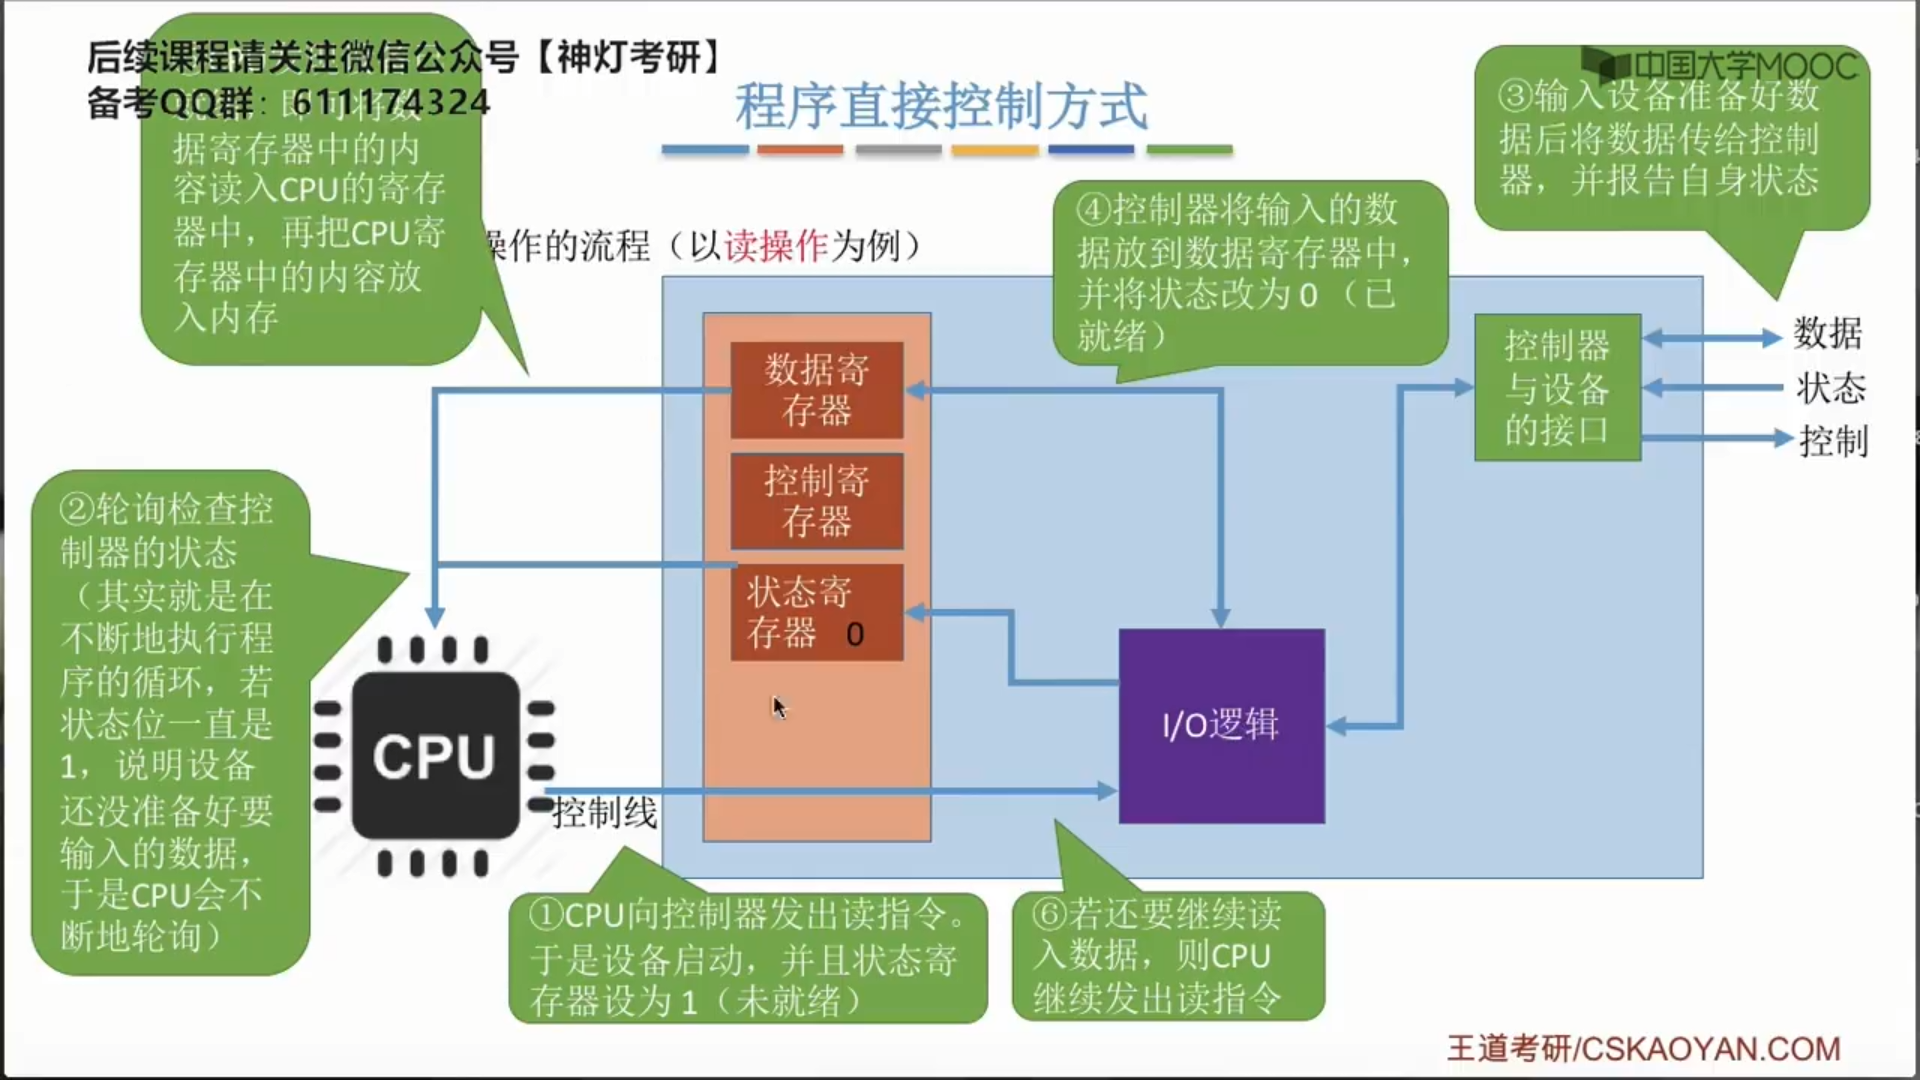 后续课程请关注微信公众号【神灯考研】
备考QQ群：611174324
中国大学MOOC
程序直接控制方式
操作的流程（以读操作为例）
即可将数
据寄存器中的内
容读入CPU的寄存
器中，再把CPU寄
存器中的内容放
入内存
③输入设备准备好数
据后将数据传给控制
器，并报告自身状态
④控制器将输入的数
据放到数据寄存器中，
并将状态改为 0 （已
就绪）
数据寄
存器
控制寄
存器
状态寄
存器 0
控制器
与设备
的接口
数据
状态
控制
②轮询检查控
制器的状态
（其实就是在
不断地执行程
序的循环，若
状态位一直是
1，说明设备
还没准备好要
输入的数据，
于是CPU会不
断地轮询）
CPU
控制线
I/O逻辑
①CPU向控制器发出读指令。
于是设备启动，并且状态寄
存器设为 1（未就绪）
⑥若还要继续读
入数据，则CPU
继续发出读指令
王道考研/CSKAOYAN.COM